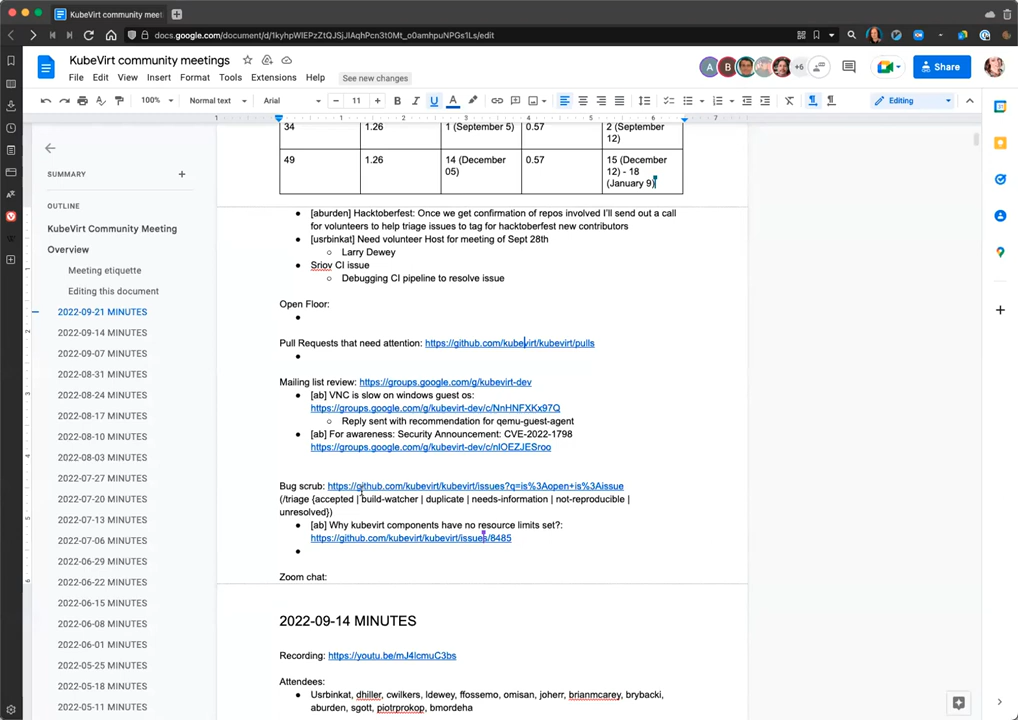 KubeVirt community meet
docs.google.com/document/d/1kyhpWIEPzZtQJSjJIAqhPcn3t0Mt_o0amhpuNPGs1Ls/edit
KubeVirt community meetings
File Edit View Insert Format Tools Extensions Help See new changes
A B +6 Share
100% Normal text Arial 11 B I U A Editing
1 1 2 3 4 5 6 7
SUMMARY
OUTLINE
KubeVirt Community Meeting
Overview
Meeting etiquette
Editing this document
2022-09-21 MINUTES
2022-09-14 MINUTES
2022-09-07 MINUTES
2022-08-31 MINUTES
2022-08-24 MINUTES
2022-08-17 MINUTES
2022-08-10 MINUTES
2022-08-03 MINUTES
2022-07-27 MINUTES
2022-07-20 MINUTES
2022-07-13 MINUTES
2022-07-06 MINUTES
2022-06-29 MINUTES
2022-06-22 MINUTES
2022-06-15 MINUTES
2022-06-08 MINUTES
2022-06-01 MINUTES
2022-05-25 MINUTES
2022-05-18 MINUTES
2022-05-11 MINUTES
34 1.26 1 (September 5) 0.57 2 (September
12)
49 1.26 14 (December 0.57 15 (December
05) 12) - 18
(January 9)
[aburden] Hacktoberfest: Once we get confirmation of repos involved I'll send out a call
for volunteers to help triage issues to tag for hacktoberfest new contributors
[usrbinkat] Need volunteer Host for meeting of Sept 28th
Larry Dewey
Sriov CI issue
Debugging CI pipeline to resolve issue
Open Floor:
Pull Requests that need attention: https://github.com/kubevirt/kubevirt/pulls
Mailing list review: https://groups.google.com/g/kubevirt-dev
[ab] VNC is slow on windows guest os:
https://groups.google.com/g/kubevirt-dev/c/NnHNFXKx97Q
Reply sent with recommendation for qemu-guest-agent
[ab] For awareness: Security Announcement: CVE-2022-1798
https://groups.google.com/g/kubevirt-dev/c/nIOEZJESroo
Bug scrub: https://github.com/kubevirt/kubevirt/issues?q=is%3Aopen+is%3Aissue
(/triage {accepted | build-watcher | duplicate | needs-information | not-reproducible |
unresolved})
[ab] Why kubevirt components have no resource limits set?:
https://github.com/kubevirt/kubevirt/issues/8485
Zoom chat:
2022-09-14 MINUTES
Recording: https://youtu.be/mJ4lcmuC3bs
Attendees:
Usrbinkat, dhiller, cwilkers, ldewey, ffossemo, omisan, joherr, brianmcarey, brybacki,
aburden, sgott, piotrprokop, bmordeha